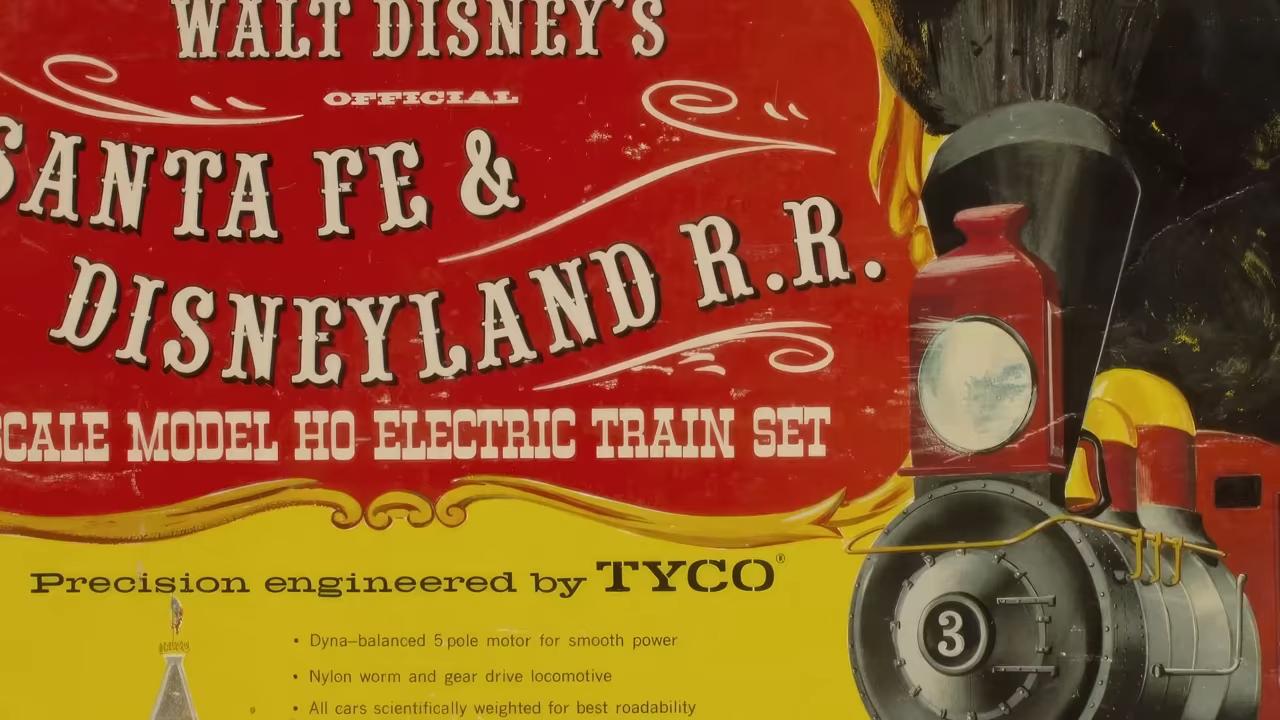 WALT DISNEY'S
OFFICIAL
SANTA FE &
DISNEYLAND R.R.
SCALE MODEL HO ELECTRIC TRAIN SET
Precision engineered by TYCO®
• Dyna-balanced 5 pole motor for smooth power
• Nylon worm and gear drive locomotive
• All cars scientifically weighted for best roadability
3